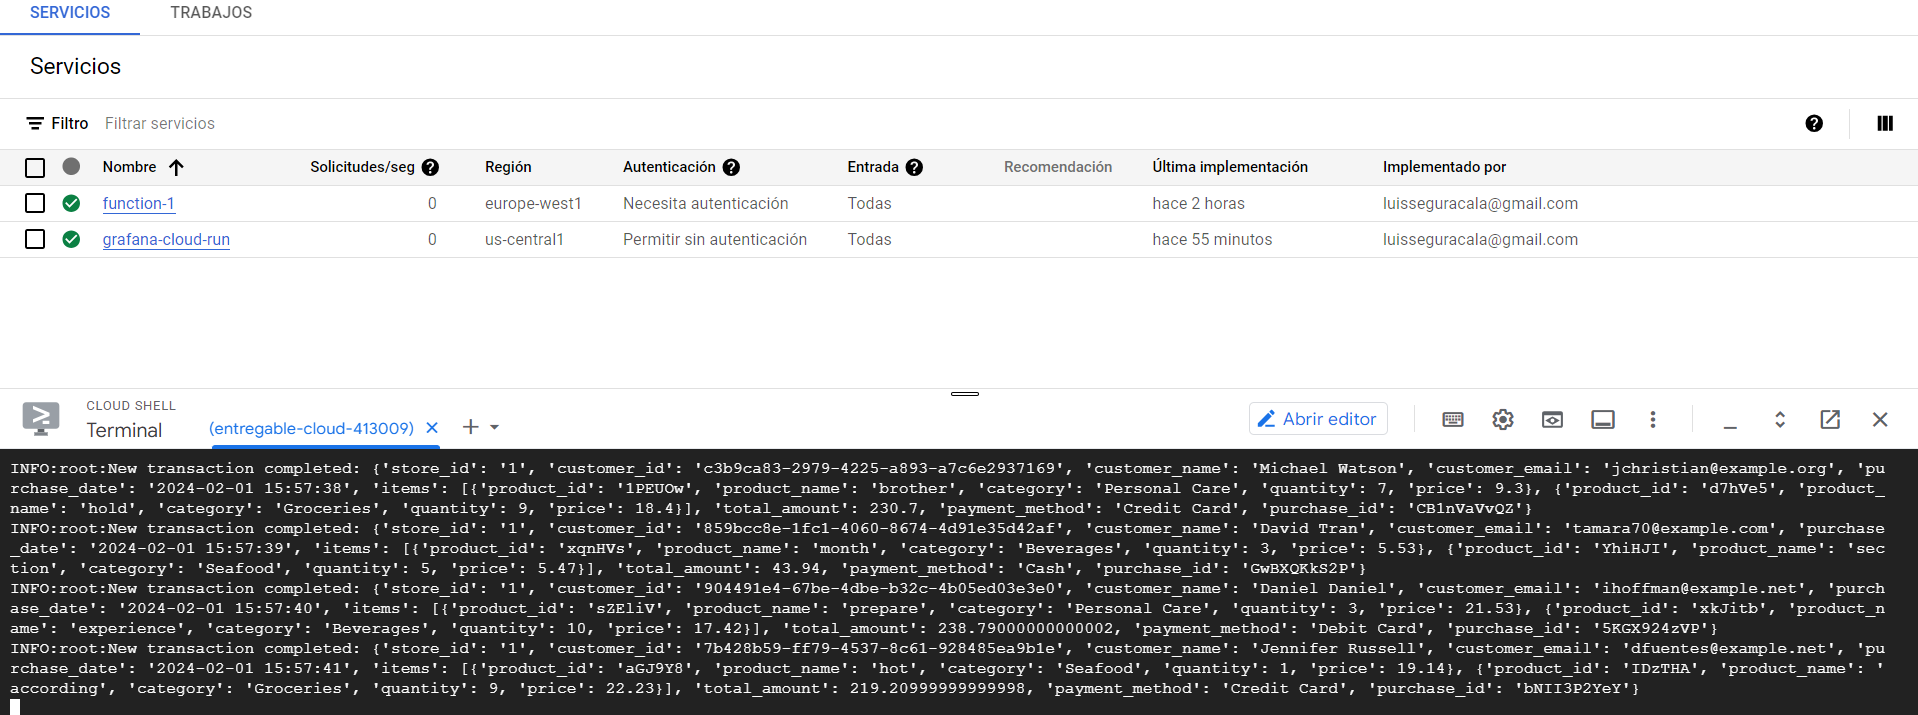 SERVICIOS TRABAJOS
Servicios
Filtro Filtrar servicios
Nombre Solicitudes/seg Región Autenticación Entrada Recomendación Última implementación Implementado por
function-1 0 europe-west1 Necesita autenticación Todas hace 2 horas luisseguracala@gmail.com
grafana-cloud-run 0 us-central1 Permitir sin autenticación Todas hace 55 minutos luisseguracala@gmail.com
CLOUD SHELL
Terminal (entregable-cloud-413009) Abrir editor
INFO:root:New transaction completed: {'store_id': '1', 'customer_id': 'c3b9ca83-2979-4225-a893-a7c6e2937169', 'customer_name': 'Michael Watson', 'customer_email': 'jchristian@example.org', 'pu
rchase_date': '2024-02-01 15:57:38', 'items': [{'product_id': '1PEUOw', 'product_name': 'brother', 'category': 'Personal Care', 'quantity': 7, 'price': 9.3}, {'product_id': 'd7hVe5', 'product_
name': 'hold', 'category': 'Groceries', 'quantity': 9, 'price': 18.4}], 'total_amount': 230.7, 'payment_method': 'Credit Card', 'purchase_id': 'CB1nVaVvQZ'}
INFO:root:New transaction completed: {'store_id': '1', 'customer_id': '859bcc8e-1fc1-4060-8674-4d91e35d42af', 'customer_name': 'David Tran', 'customer_email': 'tamara70@example.com', 'purchase
_date': '2024-02-01 15:57:39', 'items': [{'product_id': 'xqnHVs', 'product_name': 'month', 'category': 'Beverages', 'quantity': 3, 'price': 5.53}, {'product_id': 'YhiHJI', 'product_name': 'sec
tion', 'category': 'Seafood', 'quantity': 5, 'price': 5.47}], 'total_amount': 43.94, 'payment_method': 'Cash', 'purchase_id': 'GwBXQKkS2P'}
INFO:root:New transaction completed: {'store_id': '1', 'customer_id': '904491e4-67be-4dbe-b32c-4b05ed03e3e0', 'customer_name': 'Daniel Daniel', 'customer_email': 'ihoffman@example.net', 'purch
ase_date': '2024-02-01 15:57:40', 'items': [{'product_id': 'sZEliV', 'product_name': 'prepare', 'category': 'Personal Care', 'quantity': 3, 'price': 21.53}, {'product_id': 'xkJitb', 'product_n
ame': 'experience', 'category': 'Beverages', 'quantity': 10, 'price': 17.42}], 'total_amount': 238.79000000000002, 'payment_method': 'Debit Card', 'purchase_id': '5KGX924zVP'}
INFO:root:New transaction completed: {'store_id': '1', 'customer_id': '7b428b59-ff79-4537-8c61-928485ea9b1e', 'customer_name': 'Jennifer Russell', 'customer_email': 'dfuentes@example.net', 'pu
rchase_date': '2024-02-01 15:57:41', 'items': [{'product_id': 'aGJ9Y8', 'product_name': 'hot', 'category': 'Seafood', 'quantity': 1, 'price': 19.14}, {'product_id': 'IDzTHA', 'product_name': '
according', 'category': 'Groceries', 'quantity': 9, 'price': 22.23}], 'total_amount': 219.20999999999998, 'payment_method': 'Credit Card', 'purchase_id': 'bNII3P2YeY'}